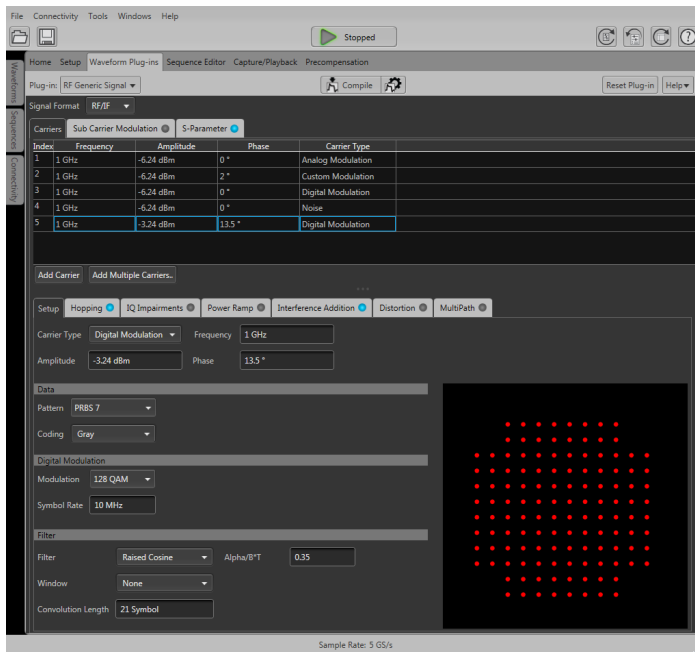 File Connectivity Tools Windows Help
Stopped
Home Setup Waveform Plug-ins Sequence Editor Capture/Playback Precompensation
Plug-in: RF Generic Signal Compile Reset Plug-in Help
Signal Format RF/IF
Waveforms
Sequences
Connectivity
Carriers Sub Carrier Modulation S-Parameter
Index Frequency Amplitude Phase Carrier Type
1 1 GHz -6.24 dBm 0 ° Analog Modulation
2 1 GHz -6.24 dBm 2 ° Custom Modulation
3 1 GHz -6.24 dBm 0 ° Digital Modulation
4 1 GHz -6.24 dBm 0 ° Noise
5 1 GHz -3.24 dBm 13.5 ° Digital Modulation
Add Carrier Add Multiple Carriers..
Setup Hopping IQ Impairments Power Ramp Interference Addition Distortion MultiPath
Carrier Type Digital Modulation Frequency 1 GHz
Amplitude -3.24 dBm Phase 13.5 °
Data
Pattern PRBS 7
Coding Gray
Digital Modulation
Modulation 128 QAM
Symbol Rate 10 MHz
Filter
Filter Raised Cosine Alpha/B*T 0.35
Window None
Convolution Length 21 Symbol
Sample Rate: 5 GS/s